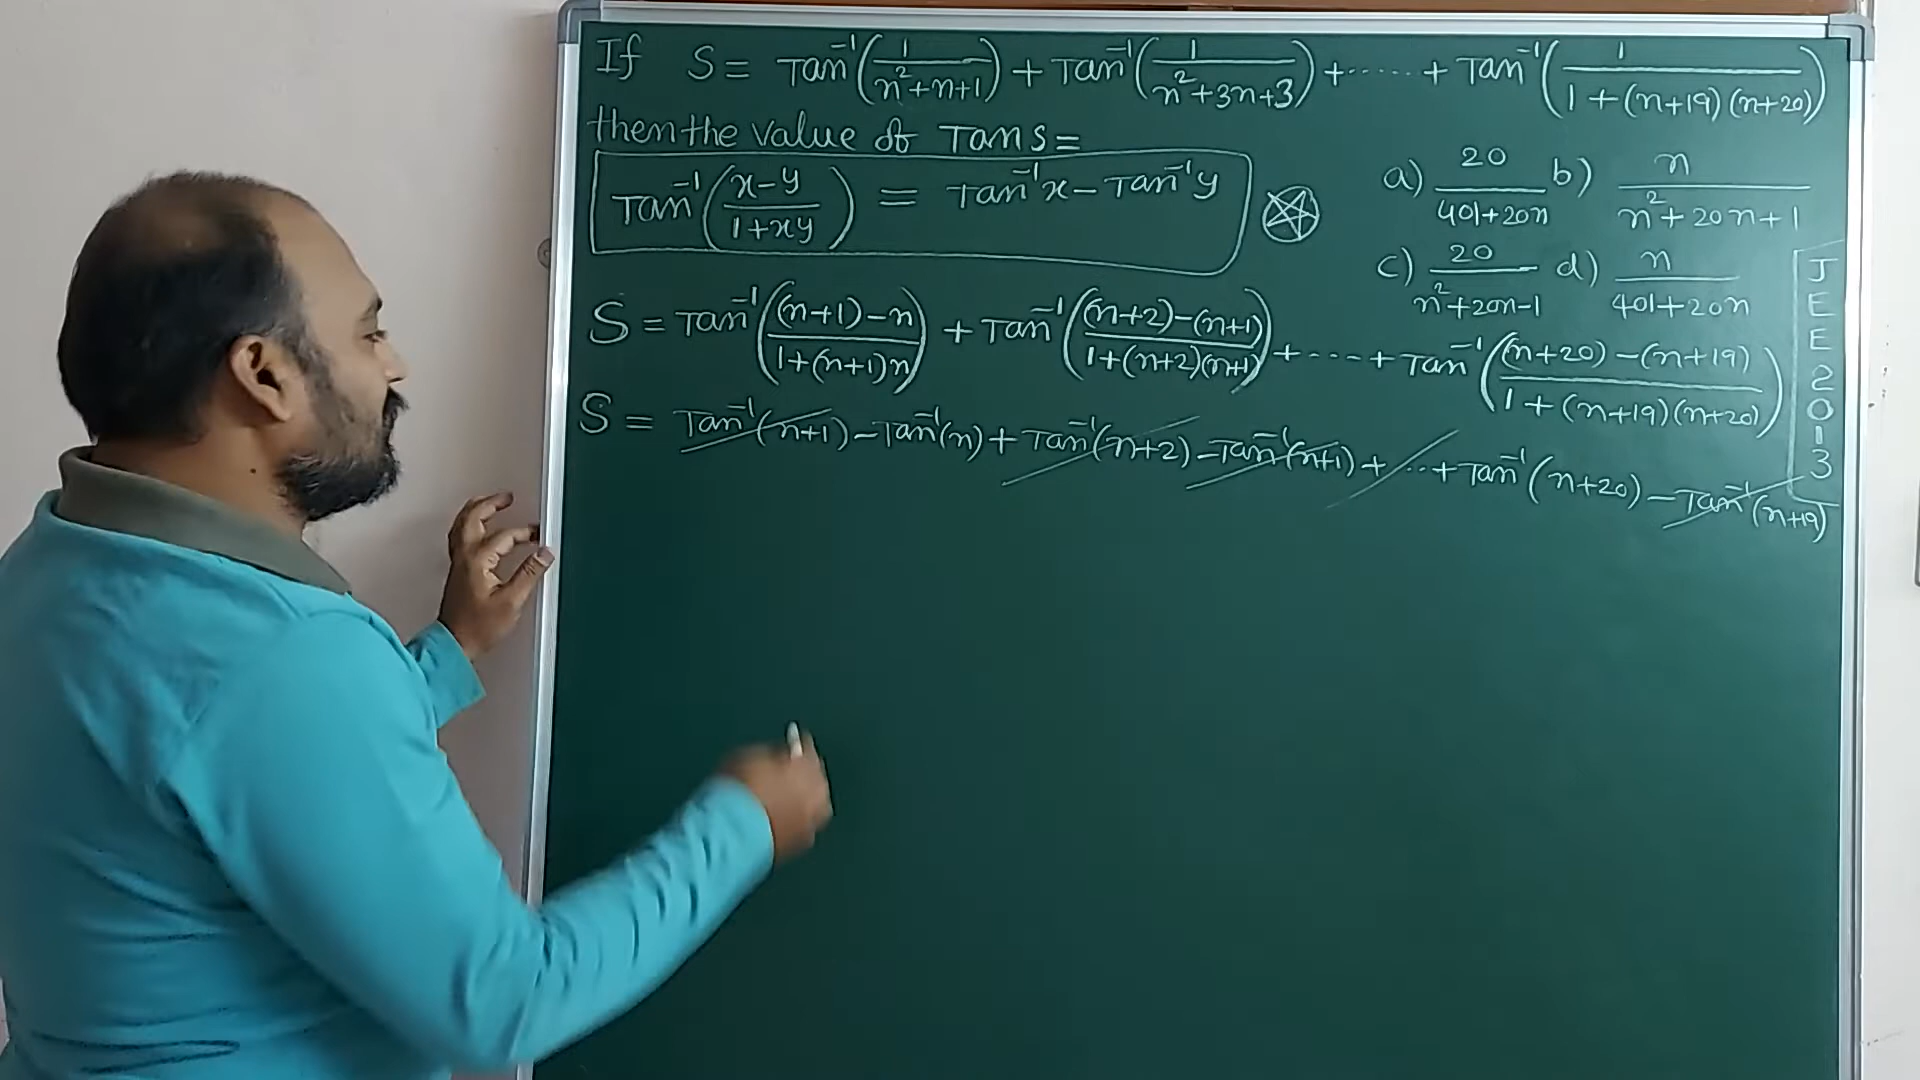 If S = Tan⁻¹(1/(n²+n+1)) + Tan⁻¹(1/(n²+3n+3)) +......+ Tan⁻¹(1/(1+(n+19)(n+20)))
then the value of Tan S =
Tan⁻¹((x-y)/(1+xy)) = Tan⁻¹x - Tan⁻¹y
a) 20/(401+20n) b) n/(n²+20n+1)
c) 20/(n²+20n-1) d) n/(401+20n)
JEE 2013
S = Tan⁻¹(((n+1)-n)/(1+(n+1)n)) + Tan⁻¹(((n+2)-(n+1))/(1+(n+2)(n+1))) +----+ Tan⁻¹(((n+20)-(n+19))/(1+(n+19)(n+20)))
S = Tan⁻¹(n+1) - Tan⁻¹(n) + Tan⁻¹(n+2) - Tan⁻¹(n+1) + ... + Tan⁻¹(n+20) - Tan⁻¹(n+19)